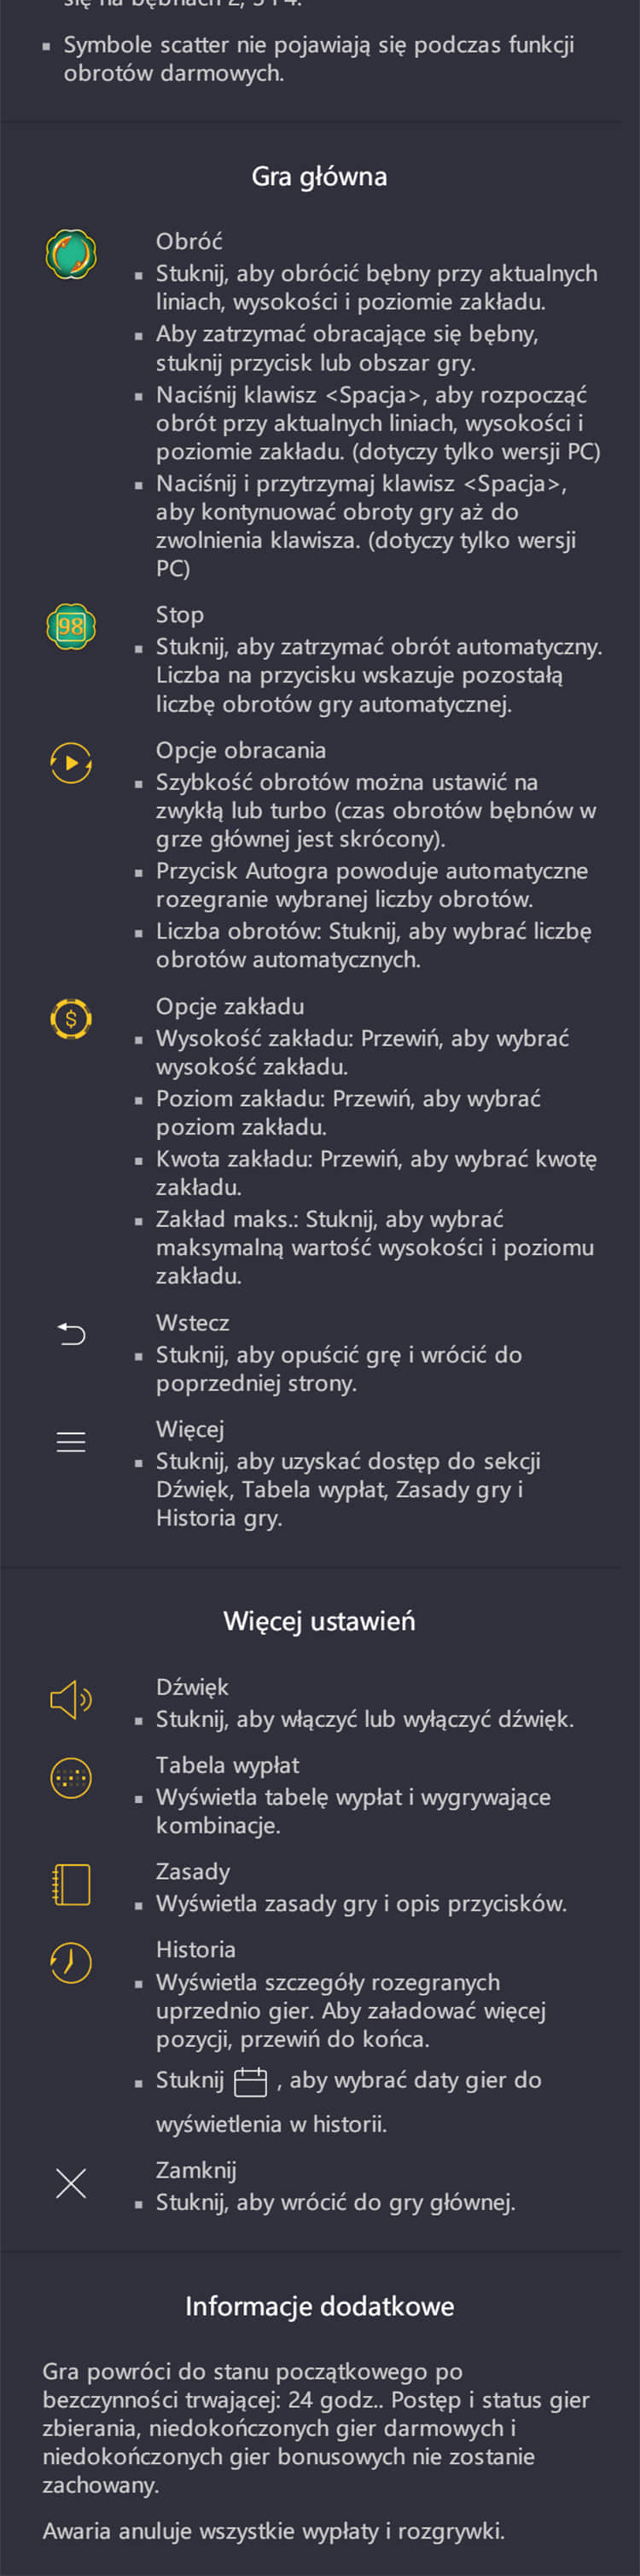 się na bębnach 2, 3 i 4.
▪ Symbole scatter nie pojawiają się podczas funkcji
obrotów darmowych.
Gra główna
Obróć
▪ Stuknij, aby obrócić bębny przy aktualnych
liniach, wysokości i poziomie zakładu.
▪ Aby zatrzymać obracające się bębny,
stuknij przycisk lub obszar gry.
▪ Naciśnij klawisz <Spacja>, aby rozpocząć
obrót przy aktualnych liniach, wysokości i
poziomie zakładu. (dotyczy tylko wersji PC)
▪ Naciśnij i przytrzymaj klawisz <Spacja>,
aby kontynuować obroty gry aż do
zwolnienia klawisza. (dotyczy tylko wersji
PC)
98
Stop
▪ Stuknij, aby zatrzymać obrót automatyczny.
Liczba na przycisku wskazuje pozostałą
liczbę obrotów gry automatycznej.
Opcje obracania
▪ Szybkość obrotów można ustawić na
zwykłą lub turbo (czas obrotów bębnów w
grze głównej jest skrócony).
▪ Przycisk Autogra powoduje automatyczne
rozegranie wybranej liczby obrotów.
▪ Liczba obrotów: Stuknij, aby wybrać liczbę
obrotów automatycznych.
$
Opcje zakładu
▪ Wysokość zakładu: Przewiń, aby wybrać
wysokość zakładu.
▪ Poziom zakładu: Przewiń, aby wybrać
poziom zakładu.
▪ Kwota zakładu: Przewiń, aby wybrać kwotę
zakładu.
▪ Zakład maks.: Stuknij, aby wybrać
maksymalną wartość wysokości i poziomu
zakładu.
Wstecz
▪ Stuknij, aby opuścić grę i wrócić do
poprzedniej strony.
Więcej
▪ Stuknij, aby uzyskać dostęp do sekcji
Dźwięk, Tabela wypłat, Zasady gry i
Historia gry.
Więcej ustawień
Dźwięk
▪ Stuknij, aby włączyć lub wyłączyć dźwięk.
Tabela wypłat
▪ Wyświetla tabelę wypłat i wygrywające
kombinacje.
Zasady
▪ Wyświetla zasady gry i opis przycisków.
Historia
▪ Wyświetla szczegóły rozegranych
uprzednio gier. Aby załadować więcej
pozycji, przewiń do końca.
▪ Stuknij , aby wybrać daty gier do
wyświetlenia w historii.
Zamknij
▪ Stuknij, aby wrócić do gry głównej.
Informacje dodatkowe
Gra powróci do stanu początkowego po
bezczynności trwającej: 24 godz.. Postęp i status gier
zbierania, niedokończonych gier darmowych i
niedokończonych gier bonusowych nie zostanie
zachowany.
Awaria anuluje wszystkie wypłaty i rozgrywki.